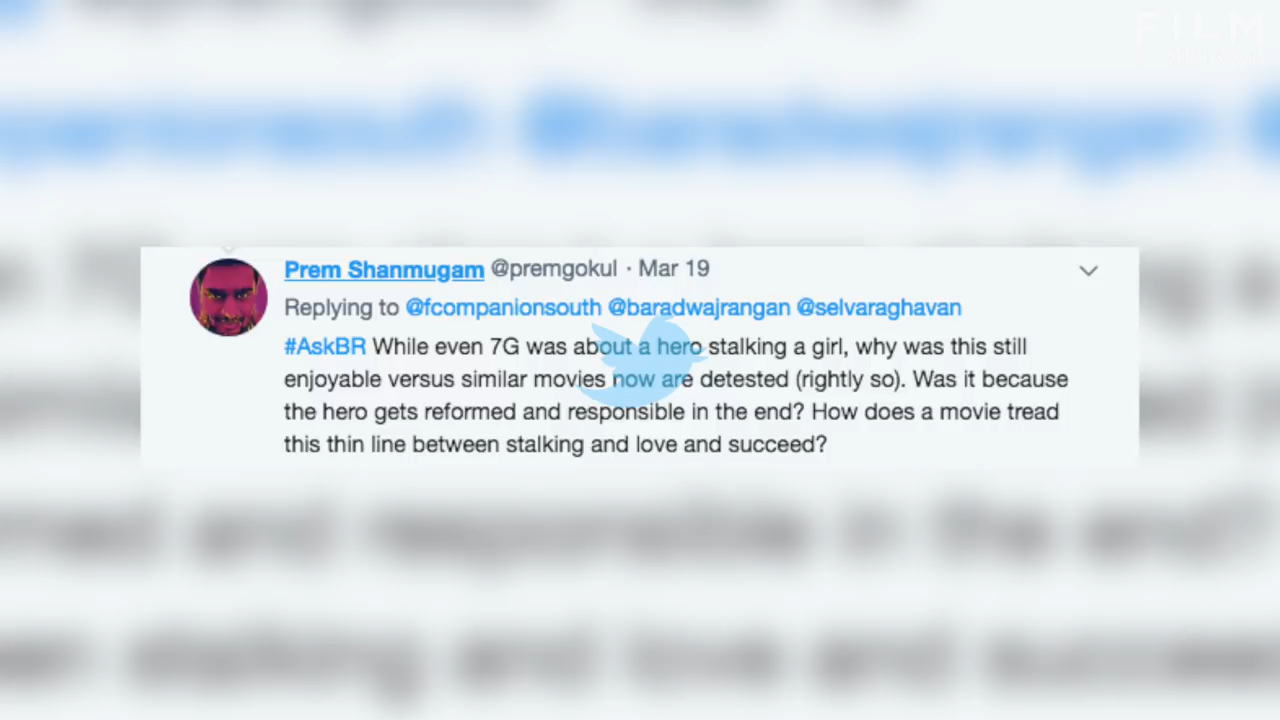 FILM
Prem Shanmugam @premgokul · Mar 19
Replying to @fcompanionsouth @baradwajrangan @selvaraghavan
#AskBR While even 7G was about a hero stalking a girl, why was this still
enjoyable versus similar movies now are detested (rightly so). Was it because
the hero gets reformed and responsible in the end? How does a movie tread
this thin line between stalking and love and succeed?